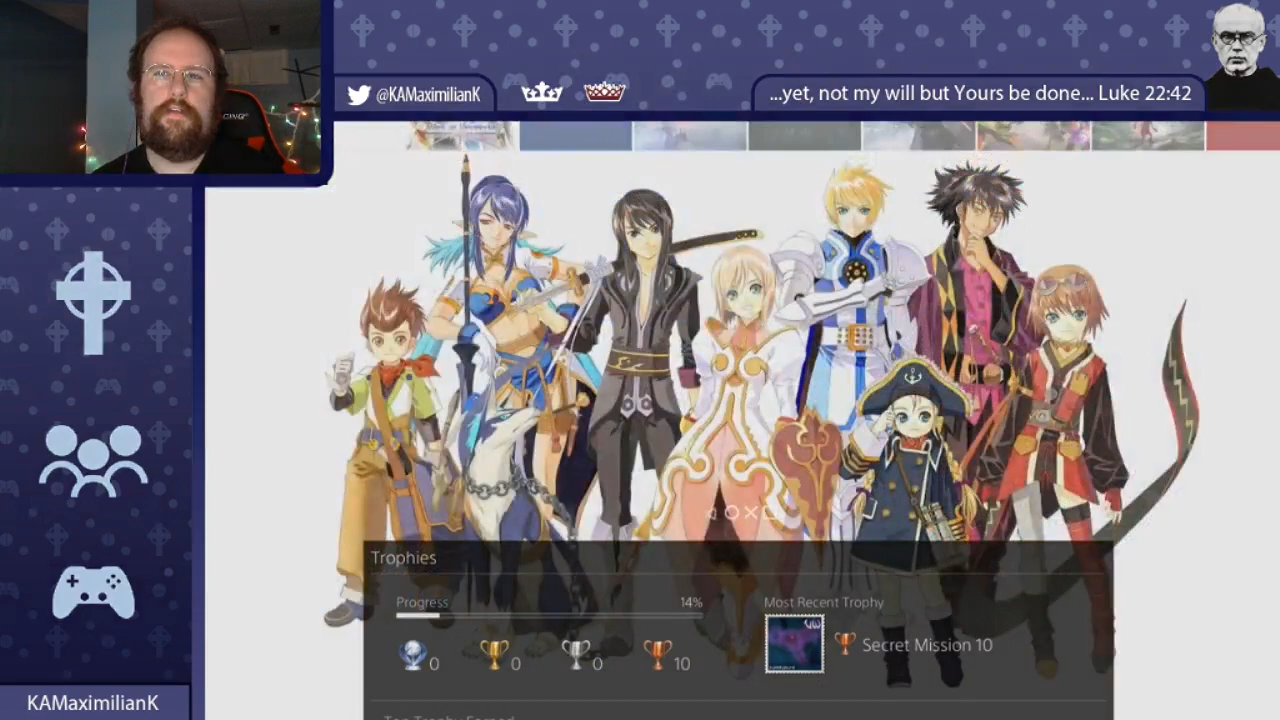 @KAMaximilianK
...yet, not my will but Yours be done... Luke 22:42
Trophies
Progress
14%
Most Recent Trophy
0
0
0
10
Secret Mission 10
KAMaximilianK